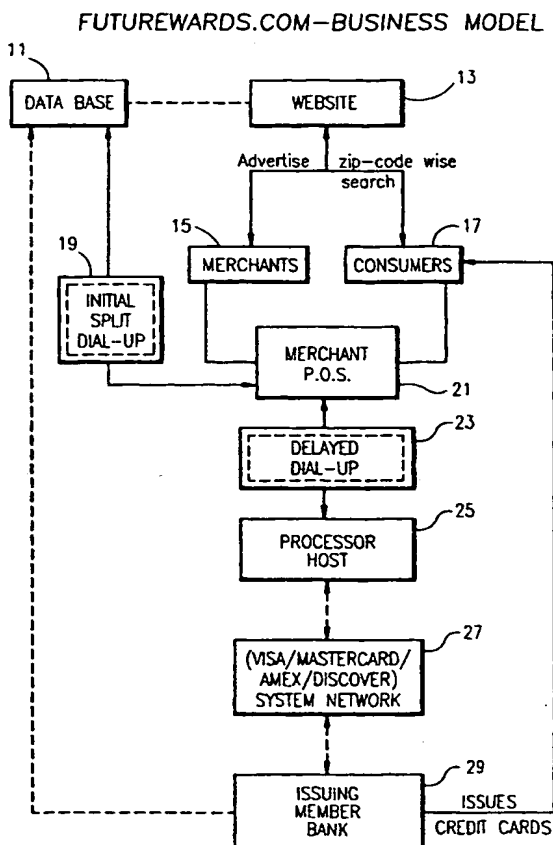 FUTUREWARDS.COM—BUSINESS MODEL
11
13
DATA BASE
WEBSITE
Advertise
zip-code wise
search
15
17
19
MERCHANTS
CONSUMERS
INITIAL
SPLIT
DIAL-UP
MERCHANT
P.O.S.
21
23
DELAYED
DIAL-UP
25
PROCESSOR
HOST
27
(VISA/MASTERCARD/
AMEX/DISCOVER)
SYSTEM NETWORK
29
ISSUING
MEMBER
BANK
ISSUES
CREDIT CARDS